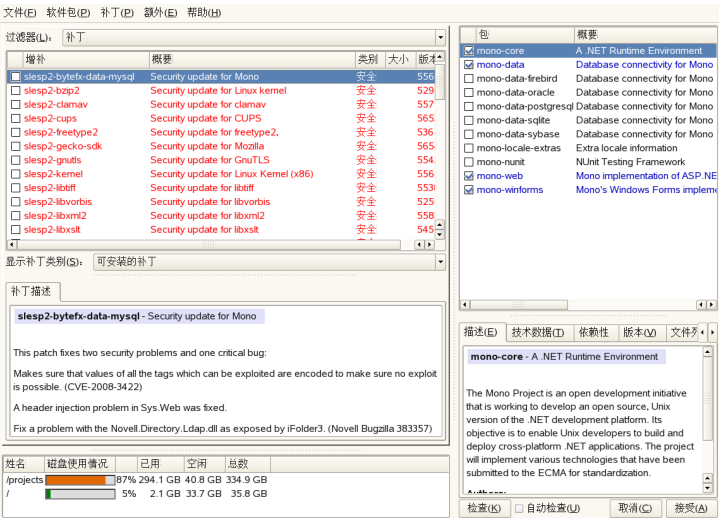 文件(F) 软件包(P) 补丁(P) 额外(E) 帮助(H)
过滤器(L): 补丁
增补 概要 类别 大小 版本
slesp2-bytefx-data-mysql Security update for Mono 安全 556
slesp2-bzip2 Security update for Linux kernel 安全 529
slesp2-clamav Security update for clamav 安全 557
slesp2-cups Security update for CUPS 安全 565
slesp2-freetype2 Security update for freetype2, 安全 536
slesp2-gecko-sdk Security update for Mozilla 安全 565
slesp2-gnutls Security update for GnuTLS 安全 554
slesp2-kernel Security update for Linux Kernel (x86) 安全 556
slesp2-libtiff Security update for libtiff 安全 553
slesp2-libvorbis Security update for libvorbis 安全 525
slesp2-libxml2 Security update for libxml2 安全 558
slesp2-libxslt Security update for libxslt 安全 545
显示补丁类别(S): 可安装的补丁
补丁描述
slesp2-bytefx-data-mysql - Security update for Mono
This patch fixes two security problems and one critical bug:
Makes sure that values of all the tags which can be exploited are encoded to make sure no exploit
is possible. (CVE-2008-3422)
A header injection problem in Sys.Web was fixed.
Fix a problem with the Novell.Directory.Ldap.dll as exposed by iFolder3. (Novell Bugzilla 383357)
姓名 磁盘使用情况 已用 空闲 总数
/projects 87% 294.1 GB 40.8 GB 334.9 GB
/ 5% 2.1 GB 33.7 GB 35.8 GB
包 概要
mono-core A .NET Runtime Environment
mono-data Database connectivity for Mono
mono-data-firebird Database connectivity for Mono
mono-data-oracle Database connectivity for Mono
mono-data-postgresql Database connectivity for Mono
mono-data-sqlite Database connectivity for Mono
mono-data-sybase Database connectivity for Mono
mono-locale-extras Extra locale information
mono-nunit NUnit Testing Framework
mono-web Mono implementation of ASP.NE
mono-winforms Mono's Windows Forms impleme
描述(E) 技术数据(T) 依赖性 版本(V) 文件列
mono-core - A .NET Runtime Environment
The Mono Project is an open development initiative
that is working to develop an open source, Unix
version of the .NET development platform. Its
objective is to enable Unix developers to build and
deploy cross-platform .NET applications. The project
will implement various technologies that have been
submitted to the ECMA for standardization.
Authors:
检查(K) 自动检查(U) 取消(C) 接受(A)